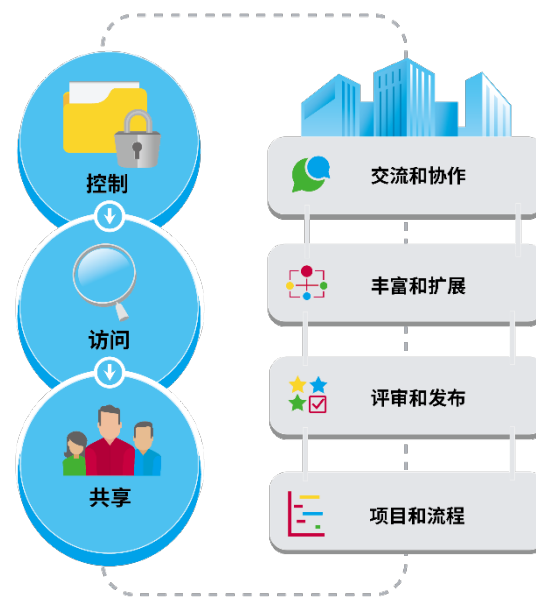 控制
访问
共享
交流和协作
丰富和扩展
评审和发布
项目和流程